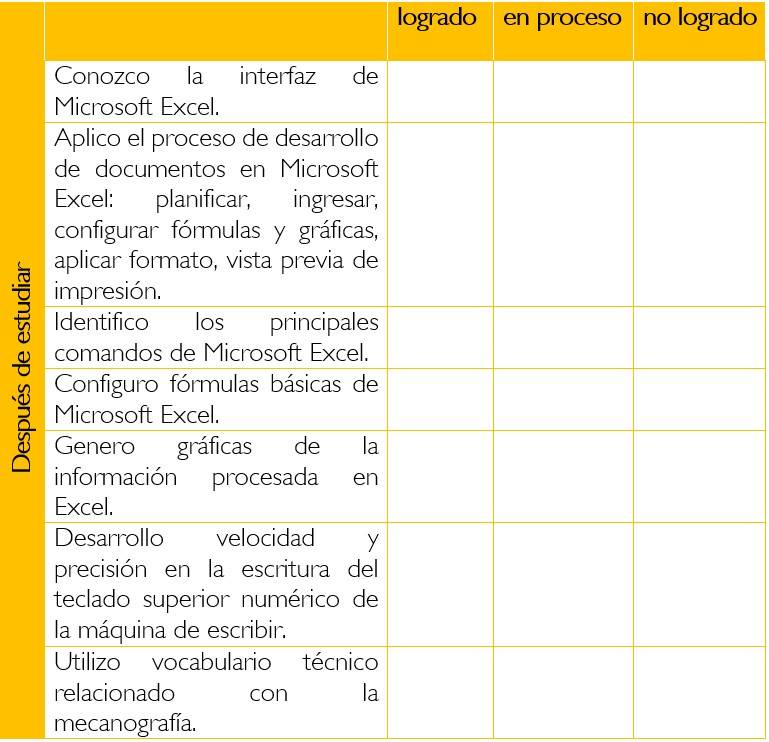 logrado en proceso no logrado
Después de estudiar
Conozco la interfaz de
Microsoft Excel.
Aplico el proceso de desarrollo
de documentos en Microsoft
Excel: planificar, ingresar,
configurar fórmulas y gráficas,
aplicar formato, vista previa de
impresión.
Identifico los principales
comandos de Microsoft Excel.
Configuro fórmulas básicas de
Microsoft Excel.
Genero gráficas de la
información procesada en
Excel.
Desarrollo velocidad y
precisión en la escritura del
teclado superior numérico de
la máquina de escribir.
Utilizo vocabulario técnico
relacionado con la
mecanografía.